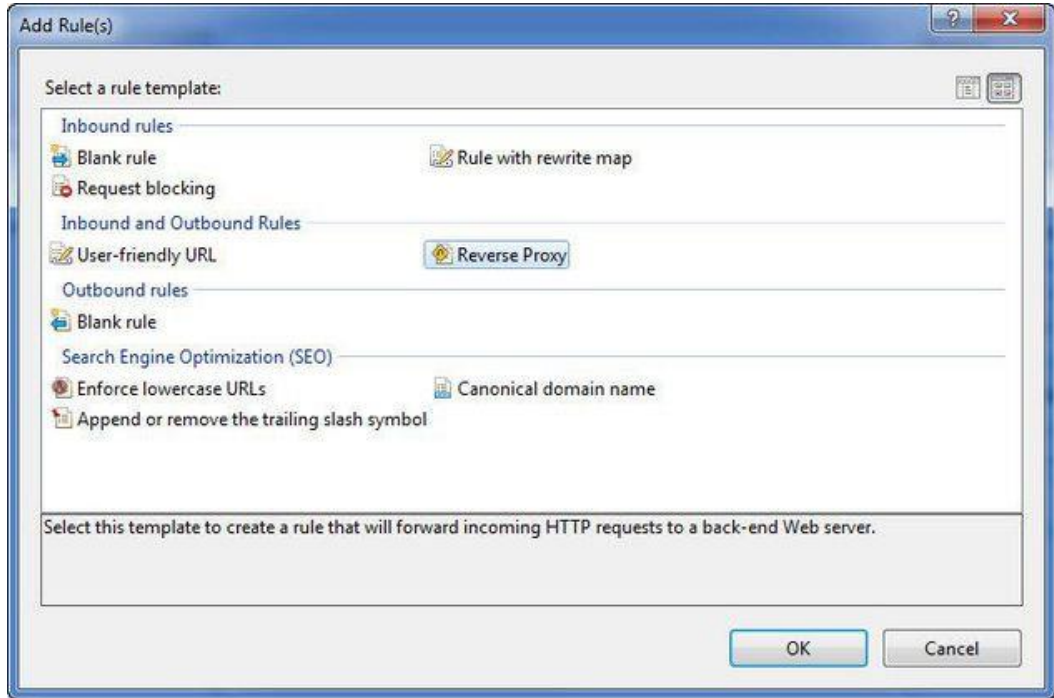 Add Rule(s)
Select a rule template:
Inbound rules
Blank rule
Rule with rewrite map
Request blocking
Inbound and Outbound Rules
User-friendly URL
Reverse Proxy
Outbound rules
Blank rule
Search Engine Optimization (SEO)
Enforce lowercase URLs
Canonical domain name
Append or remove the trailing slash symbol
Select this template to create a rule that will forward incoming HTTP requests to a back-end Web server.
OK
Cancel